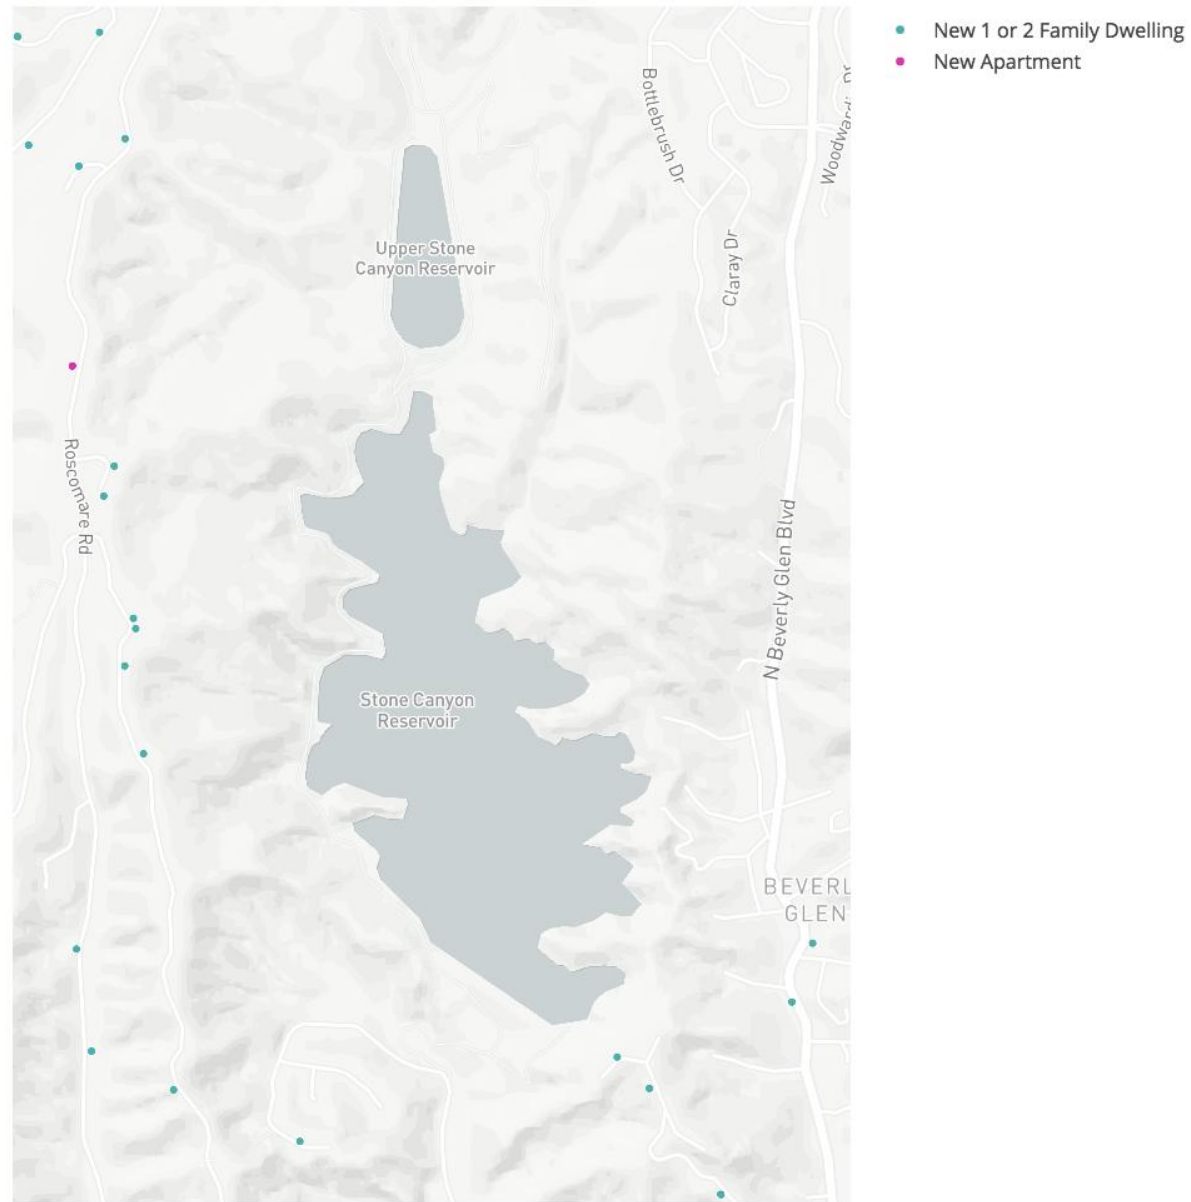 New 1 or 2 Family Dwelling
New Apartment
Bottlebrush Dr
Woodward
Claray Dr
Upper Stone
Canyon Reservoir
Roscomare Rd
N Beverly Glen Blvd
Stone Canyon
Reservoir
BEVERL
GLEN